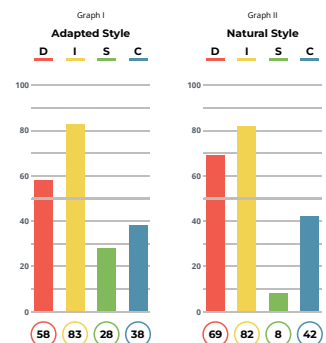 Graph I
Adapted Style
D I S C
100
80
60
40
20
0
58 83 28 38
Graph II
Natural Style
D I S C
100
80
60
40
20
0
69 82 8 42